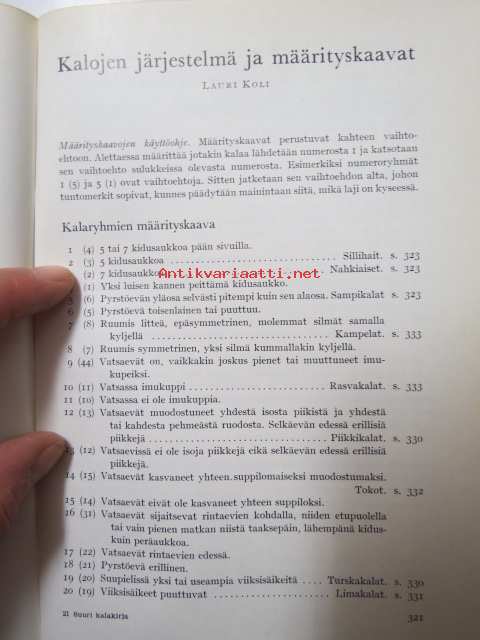 Kalojen järjestelmä ja määrityskaavat
LAURI KOLI
Määrityskaavojen käyttöohje. Määrityskaavat perustuvat kahteen vaihto-
ehtoon. Alettaessa määrittää jotakin kalaa lähdetään numerosta 1 ja katsotaan
sen vaihtoehto sulukkeissa olevasta numerosta. Esimerkiksi numeroryhmät
1 (5) ja 5 (1) ovat vaihtoehtoja. Sitten jatketaan sen vaihtoehdon alta, johon
tuntomerkit sopivat, kunnes päädytään mainintaan siitä, mikä laji on kyseessä.
Kalaryhmien määrityskaava
1 (4) 5 tai 7 kidusaukkoa pään sivuilla.
2 (3) 5 kidusaukkoa .................... Sillihait. s. 323
(2) 7 kidusaukkoa .................... Nahkiaiset. s. 323
Antikvariaatti.net
(1) Yksi luisen kannen peittämä kidusaukko.
(6) Pyrstöevän yläosa selvästi pitempi kuin sen alaosa. Sampikalat 323
6 (5) Pyrstöevä toisenlainen tai puuttuu.
7 (8) Ruumis litteä, epäsymmetrinen, molemmat silmät samalla
kyljellä .................... Kampelat. s. 333
8 (7) Ruumis symmetrinen, yksi silmä kummallakin kyljellä.
9 (44) Vatsaevät on, vaikkakin joskus pienet tai muuttuneet imu-
kupeiksi.
10 (11) Vatsassa imukuppi .................... Rasvakalat. s. 333
11 (10) Vatsassa ei ole imukuppia.
12 (13) Vatsaevät muodostuneet yhdestä isosta piikistä ja yhdestä
tai kahdesta pehmeästä ruodosta. Selkäevän edessä erillisiä
piikkejä .................... Piikkikalat. s. 330
13 (12) Vatsaevissä ei ole isoja piikkejä eikä selkäevän edessä erillisiä
piikkejä.
14 (15) Vatsaevät kasvaneet yhteen suppilomaiseksi muodostumaksi.
Tokot. s. 332
15 (14) Vatsaevät eivät ole kasvaneet yhteen suppiloksi.
16 (31) Vatsaevät sijaitsevat rintaevien kohdalla, niiden etupuolella
tai vain pienen matkan niistä taaksepäin, lähempänä kidus-
kuin peräaukkoa.
17 (22) Vatsaevät rintaevien edessä.
18 (21) Pyrstöevä erillinen.
19 (20) Suupielissä yksi tai useampia viiksisäikeitä .... Turskakalat. s. 330
20 (19) Viiksisäikeet puuttuvat .................... Limakalat. s. 331
21 Suuri kalakirja
321